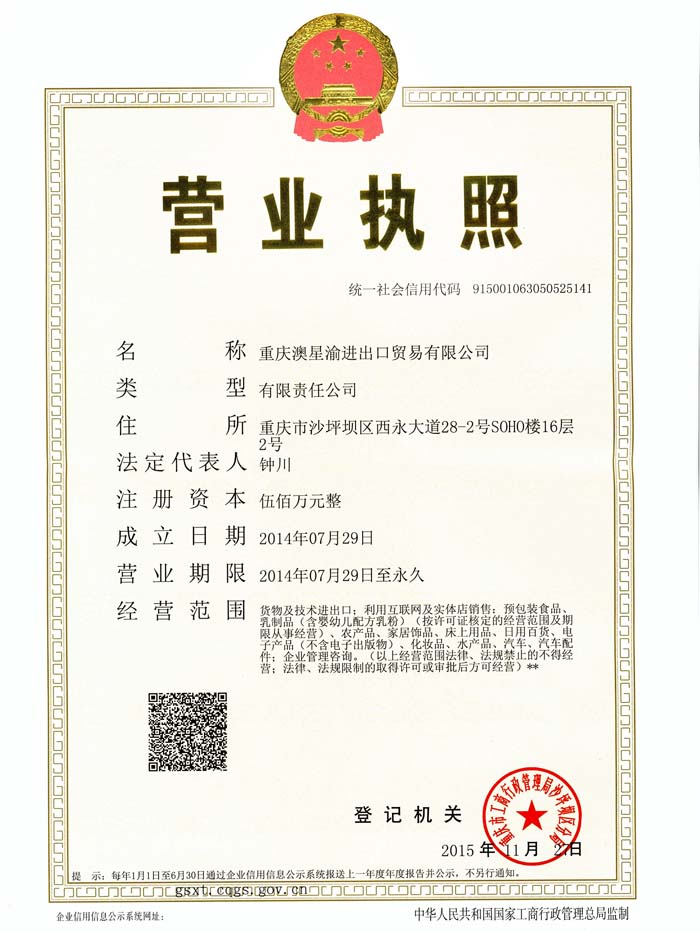 营业执照
统一社会信用代码 915001063050525141
名称 重庆澳星渝进出口贸易有限公司
类型 有限责任公司
住所 重庆市沙坪坝区西永大道28-2号SOHO楼16层
2号
法定代表人 钟川
注册资本 伍佰万元整
成立日期 2014年07月29日
营业期限 2014年07月29日至永久
经营范围 货物及技术进出口；利用互联网及实体店销售：预包装食品、
乳制品（含婴幼儿配方乳粉）（按许可证核定的经营范围及期
限从事经营）、农产品、家居饰品、床上用品、日用百货、电
子产品（不含电子出版物）、化妆品、水产品、汽车、汽车配
件；企业管理咨询。（以上经营范围法律、法规禁止的不得经
营；法律、法规限制的取得许可或审批后方可经营）**
重庆市工商行政管理局沙坪坝区分局
登记机关
2015年11月27日
提示：每年1月1日至6月30日通过企业信用信息公示系统报送上一年度年度报告并公示，不另行通知。
gsxt.cqgs.gov.cn
企业信用信息公示系统网址：
中华人民共和国国家工商行政管理总局监制